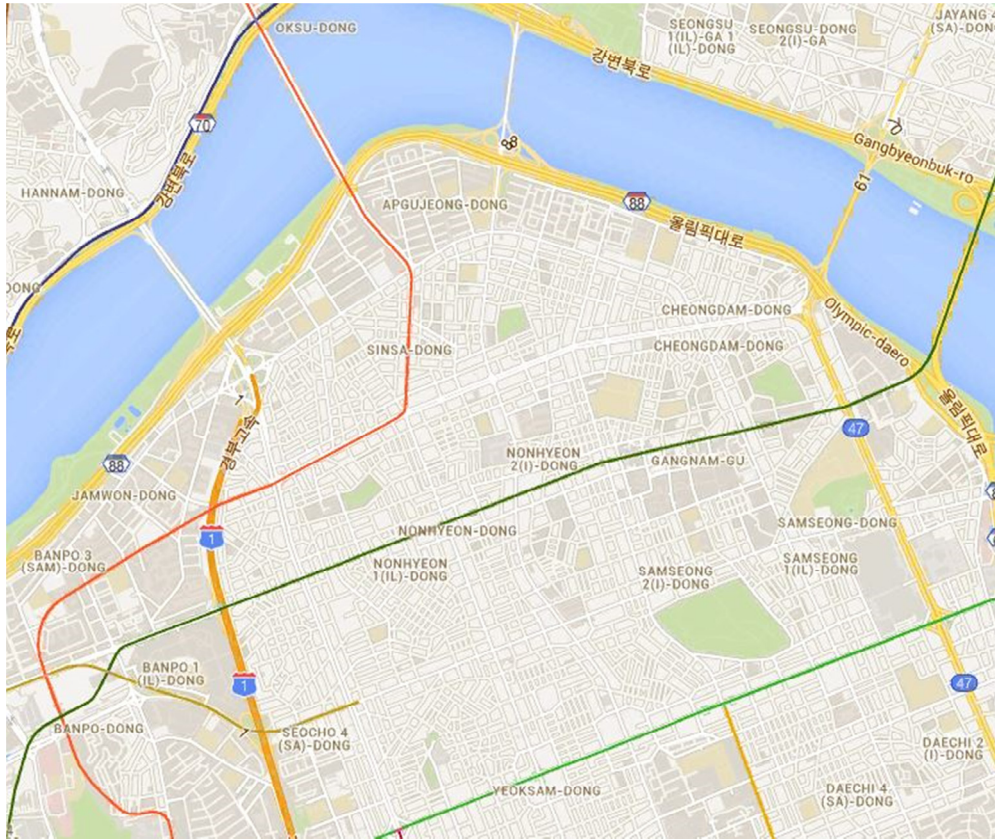 OKSU-DONG
SEONGSU
1(IL)-GA 1
(IL)-DONG
SEONGSU-DONG
2(I)-GA
JAYANG 4
(SA)-DONG
강변북로
70
88
70
Gangbyeonbuk-ro
강변북로
61
HANNAM-DONG
APGUJEONG-DONG
88
올림픽대로
DONG
CHEONGDAM-DONG
Olympic-daero
SINSA-DONG
CHEONGDAM-DONG
1
경부고속
올림픽대로
47
88
NONHYEON
2(I)-DONG
GANGNAM-GU
JAMWON-DONG
NONHYEON-DONG
SAMSEONG-DONG
1
BANPO 3
(SAM)-DONG
NONHYEON
1(IL)-DONG
SAMSEONG
2(I)-DONG
SAMSEONG
1(IL)-DONG
BANPO 1
(IL)-DONG
1
47
BANPO-DONG
1
SEOCHO 4
(SA)-DONG
DAECHI 2
(I)-DONG
YEOKSAM-DONG
DAECHI 4
(SA)-DONG